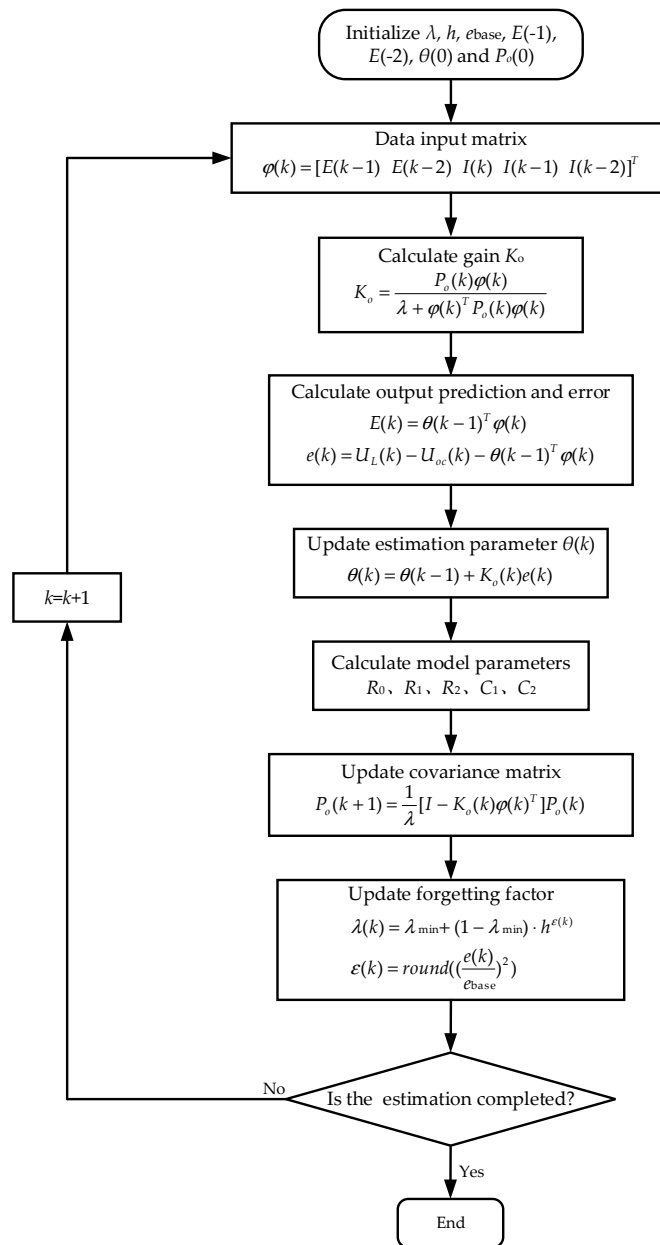 Initialize λ, h, ebase, E(-1),
E(-2), θ(0) and Po(0)
Data input matrix
φ(k) = [E(k−1) E(k−2) I(k) I(k−1) I(k−2)]^T
Calculate gain Ko
Ko = Po(k)φ(k) / (λ + φ(k)^T Po(k)φ(k))
Calculate output prediction and error
E(k) = θ(k−1)^T φ(k)
e(k) = UL(k) − Uoc(k) − θ(k−1)^T φ(k)
Update estimation parameter θ(k)
θ(k) = θ(k−1) + Ko(k)e(k)
k=k+1
Calculate model parameters
R0、R1、R2、C1、C2
Update covariance matrix
Po(k+1) = 1/λ [I − Ko(k)φ(k)^T]Po(k)
Update forgetting factor
λ(k) = λmin + (1 − λmin) · h^ε(k)
ε(k) = round((e(k)/ebase)^2)
No
Is the estimation completed?
Yes
End